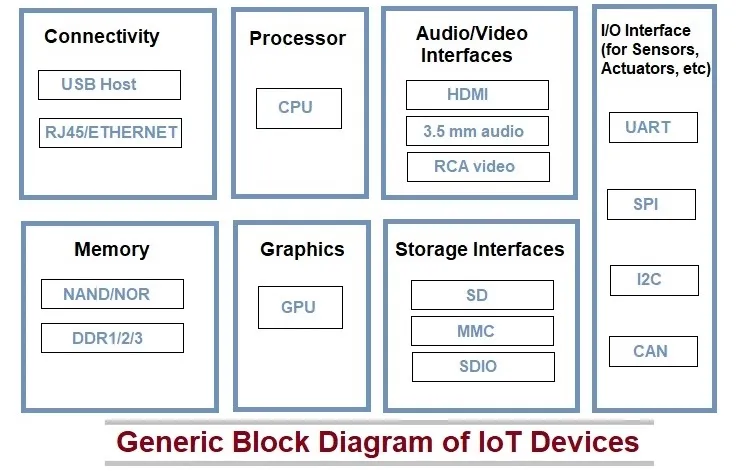 Connectivity
USB Host
RJ45/ETHERNET
Processor
CPU
Audio/Video
Interfaces
HDMI
3.5 mm audio
RCA video
I/O Interface
(for Sensors,
Actuators, etc)
UART
SPI
I2C
CAN
Memory
NAND/NOR
DDR1/2/3
Graphics
GPU
Storage Interfaces
SD
MMC
SDIO
Generic Block Diagram of IoT Devices